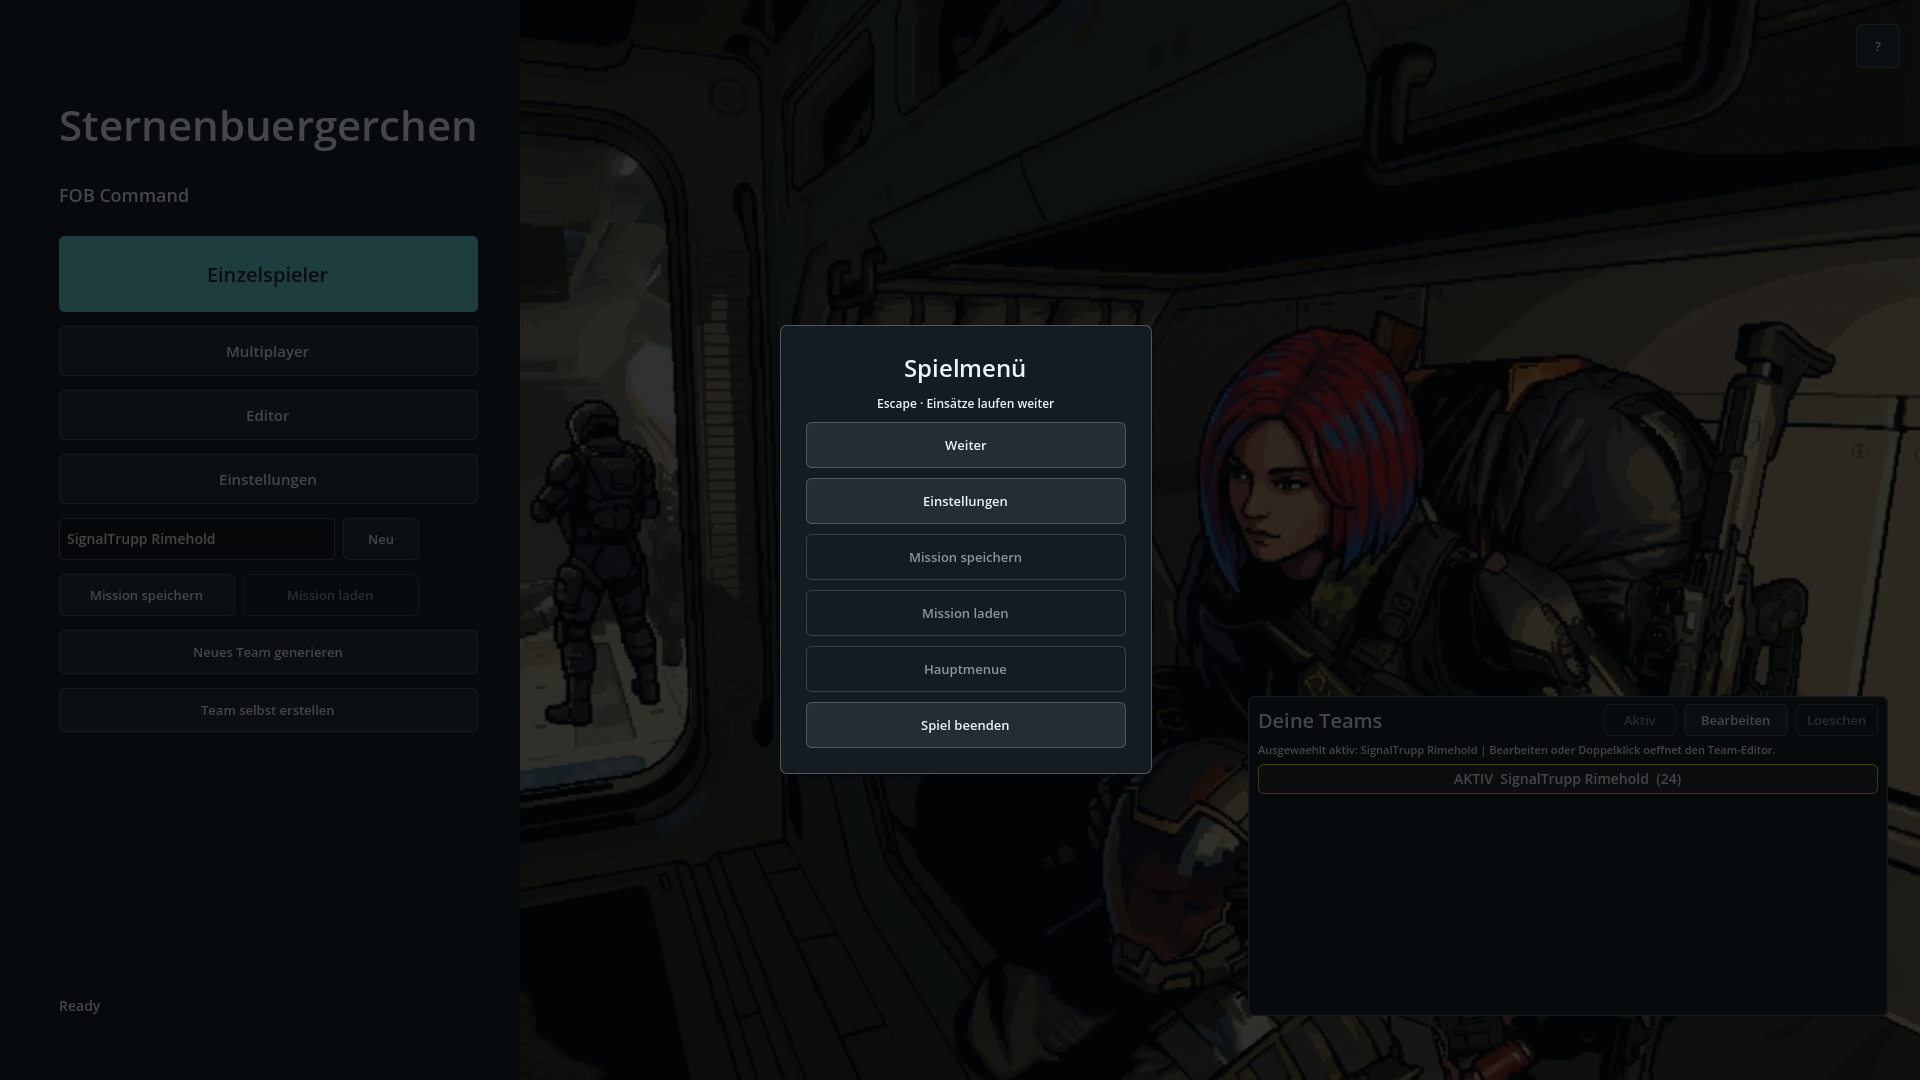 ?
Sternenbuergerchen
FOB Command
Einzelspieler
Multiplayer
Editor
Einstellungen
SignalTrupp Rimehold
Neu
Mission speichern
Mission laden
Neues Team generieren
Team selbst erstellen
Ready
Spielmenü
Escape · Einsätze laufen weiter
Weiter
Einstellungen
Mission speichern
Mission laden
Hauptmenue
Spiel beenden
Deine Teams
Aktiv
Bearbeiten
Loeschen
Ausgewaehlt aktiv: SignalTrupp Rimehold | Bearbeiten oder Doppelklick oeffnet den Team-Editor.
AKTIV SignalTrupp Rimehold (24)